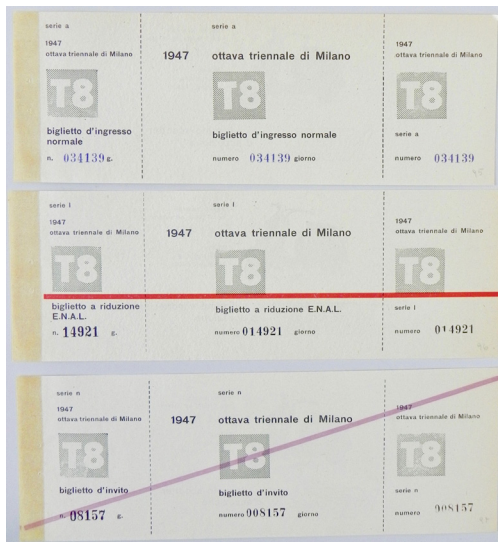 serie a
1947
ottava triennale di Milano
T8
biglietto d'ingresso
normale
n. 034139 g.
serie a
1947 ottava triennale di Milano
T8
biglietto d'ingresso normale
numero 034139 giorno
1947
ottava triennale di Milano
T8
serie a
numero 034139
serie l
1947
ottava triennale di Milano
T8
biglietto a riduzione
E.N.A.L.
n. 14921 g.
serie l
1947 ottava triennale di Milano
T8
biglietto a riduzione E.N.A.L.
numero 014921 giorno
1947
ottava triennale di Milano
T8
serie l
numero 014921
serie n
1947
ottava triennale di Milano
T8
biglietto d'invito
n. 08157 g.
serie n
1947 ottava triennale di Milano
T8
biglietto d'invito
numero 008157 giorno
1947
ottava triennale di Milano
T8
serie n
numero 008157